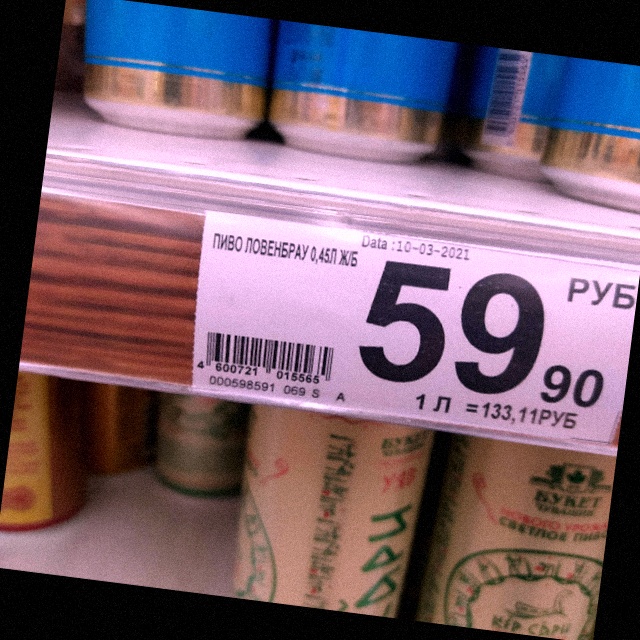 ПИВО ЛОВЕНБРАУ 0,45Л Ж/Б
Data :10-03-2021
59 90 РУБ
1 Л =133,11РУБ
4 600721 015565
000598591 069 S A
БУКЕТ
СВЕТЛОЕ ПИВО